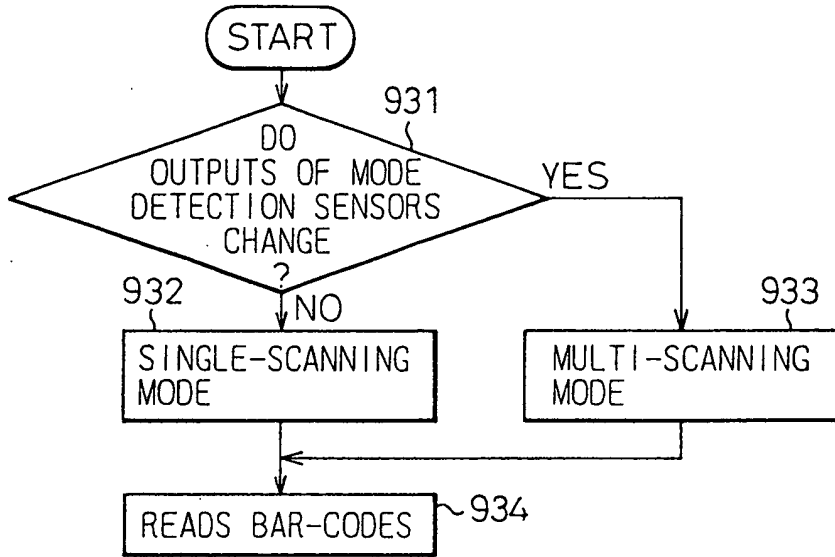 START
931
DO
OUTPUTS OF MODE
DETECTION SENSORS
CHANGE
?
YES
932
NO
933
SINGLE-SCANNING
MODE
MULTI-SCANNING
MODE
READS BAR-CODES
934